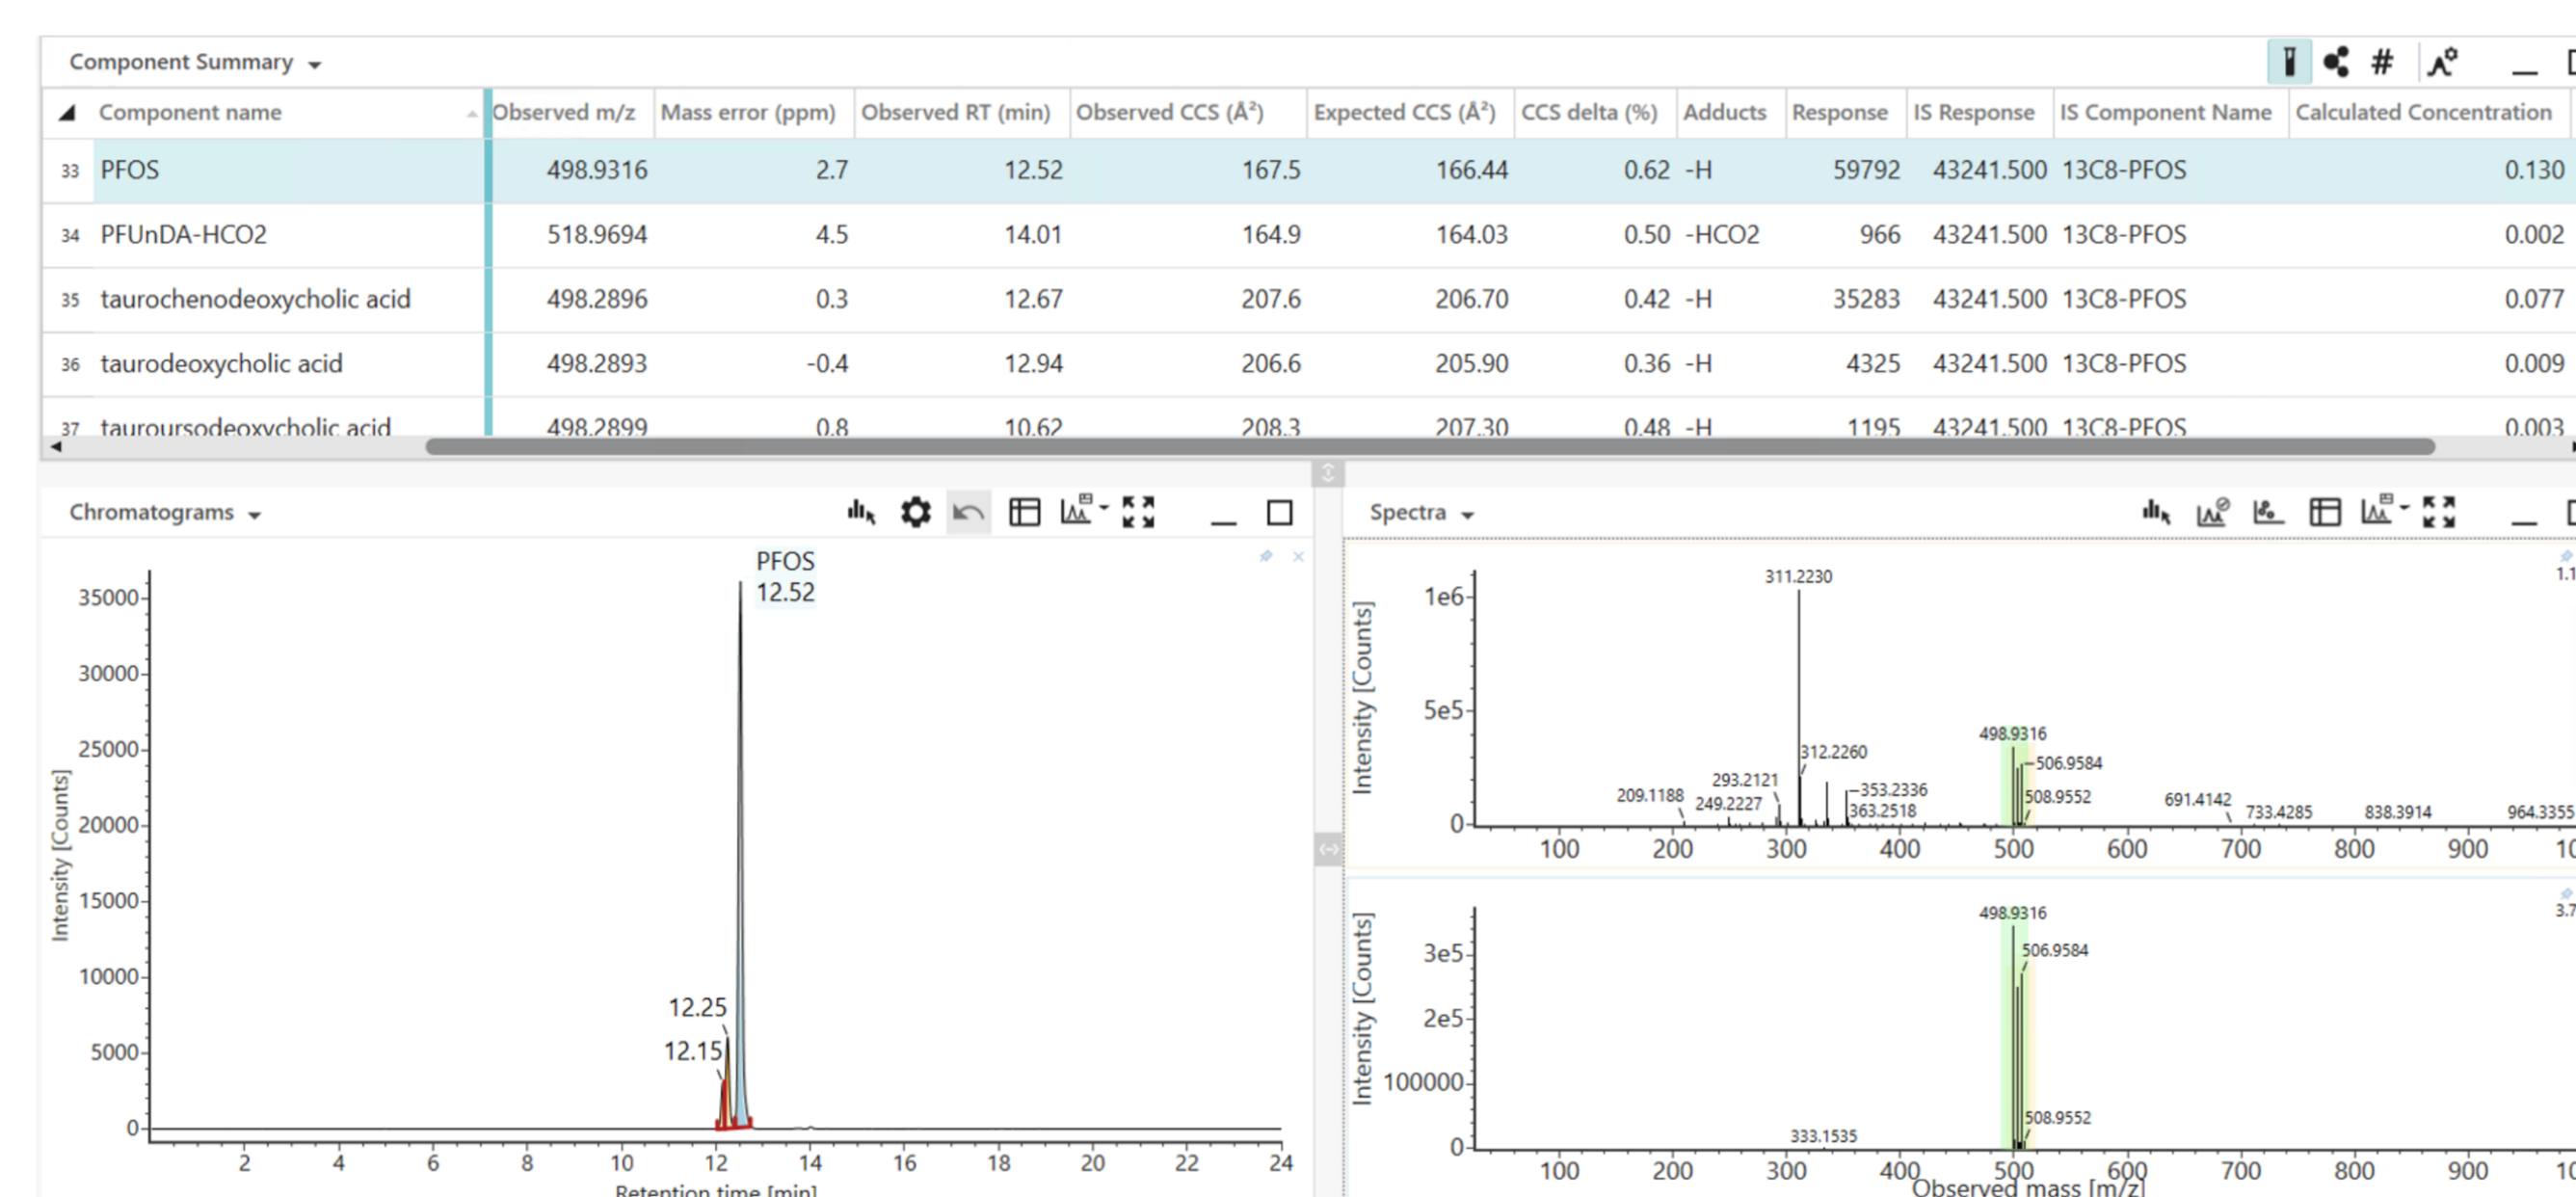 Component Summary
Component name Observed m/z Mass error (ppm) Observed RT (min) Observed CCS (Å²) Expected CCS (Å²) CCS delta (%) Adducts Response IS Response IS Component Name Calculated Concentration
33 PFOS 498.9316 2.7 12.52 167.5 166.44 0.62 -H 59792 43241.500 13C8-PFOS 0.130
34 PFUnDA-HCO2 518.9694 4.5 14.01 164.9 164.03 0.50 -HCO2 966 43241.500 13C8-PFOS 0.002
35 taurochenodeoxycholic acid 498.2896 0.3 12.67 207.6 206.70 0.42 -H 35283 43241.500 13C8-PFOS 0.077
36 taurodeoxycholic acid 498.2893 -0.4 12.94 206.6 205.90 0.36 -H 4325 43241.500 13C8-PFOS 0.009
37 tauroursodeoxycholic acid 498.2899 0.8 10.62 208.3 207.30 0.48 -H 1195 43241.500 13C8-PFOS 0.003
Chromatograms
PFOS
12.52
12.25
12.15
Intensity [Counts]
35000
30000
25000
20000
15000
10000
5000
0
2 4 6 8 10 12 14 16 18 20 22 24
Retention time [min]
Spectra
1.1
Intensity [Counts]
1e6
5e5
0
311.2230
312.2260
293.2121
209.1188
249.2227
353.2336
363.2518
498.9316
506.9584
508.9552
691.4142
733.4285
838.3914
964.3355
100 200 300 400 500 600 700 800 900 10
3.7
Intensity [Counts]
3e5
2e5
100000
0
498.9316
506.9584
508.9552
333.1535
100 200 300 400 500 600 700 800 900 10
Observed mass [m/z]